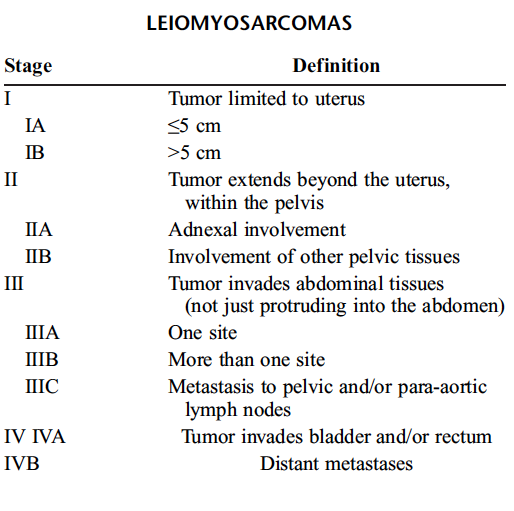 LEIOMYOSARCOMAS
Stage Definition
I Tumor limited to uterus
IA ≤5 cm
IB >5 cm
II Tumor extends beyond the uterus,
within the pelvis
IIA Adnexal involvement
IIB Involvement of other pelvic tissues
III Tumor invades abdominal tissues
(not just protruding into the abdomen)
IIIA One site
IIIB More than one site
IIIC Metastasis to pelvic and/or para-aortic
lymph nodes
IV IVA Tumor invades bladder and/or rectum
IVB Distant metastases